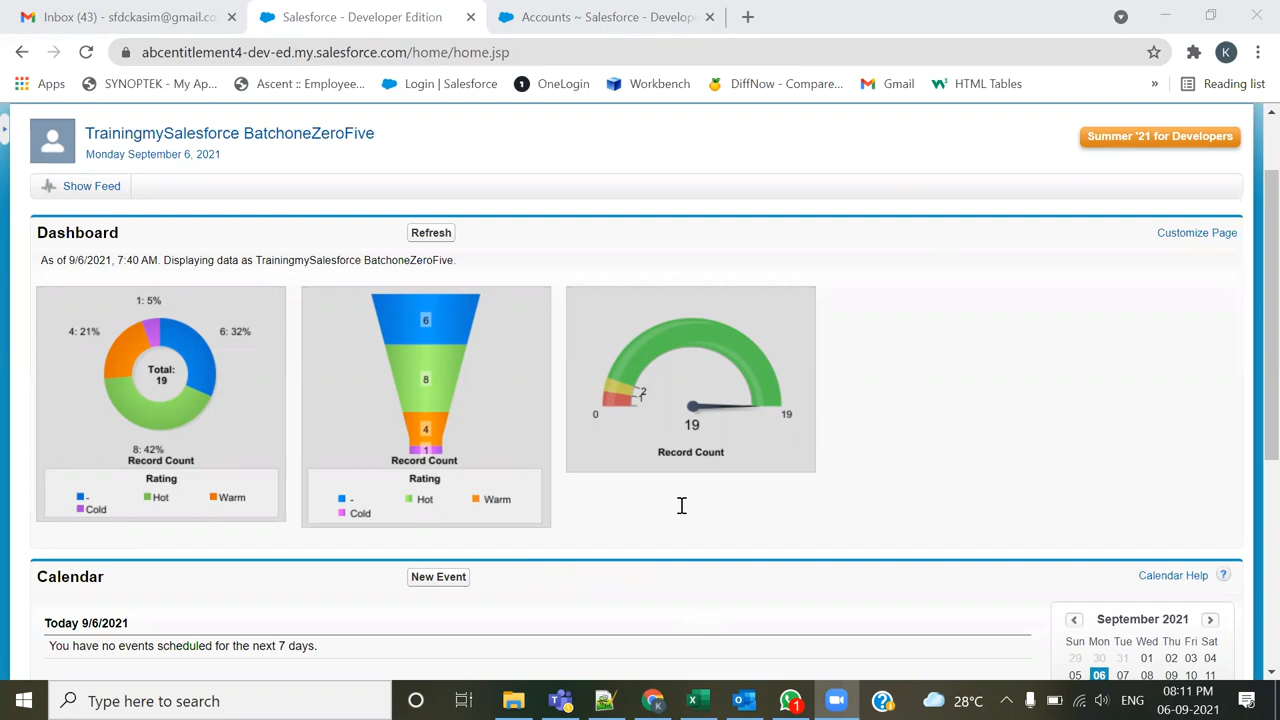 Inbox (43) - sfdckasim@gmail.co
Salesforce - Developer Edition
Accounts ~ Salesforce - Develop
abcentitlement4-dev-ed.my.salesforce.com/home/home.jsp
K
Apps
SYNOPTEK - My Ap...
Ascent :: Employee...
Login | Salesforce
OneLogin
Workbench
DiffNow - Compare...
Gmail
HTML Tables
»
Reading list
TrainingmySalesforce BatchoneZeroFive
Monday September 6, 2021
Summer '21 for Developers
Show Feed
Dashboard
Refresh
Customize Page
As of 9/6/2021, 7:40 AM. Displaying data as TrainingmySalesforce BatchoneZeroFive.
1: 5%
4: 21%
6: 32%
Total:
19
8: 42%
Record Count
Rating
-
Hot
Warm
Cold
6
8
4
1
Record Count
Rating
-
Hot
Warm
Cold
2
1
0
19
19
Record Count
Calendar
New Event
Calendar Help ?
Today 9/6/2021
You have no events scheduled for the next 7 days.
September 2021
Sun Mon Tue Wed Thu Fri Sat
29 30 31 01 02 03 04
05 06 07 08 09 10 11
Type here to search
1
28°C
ENG
08:11 PM
06-09-2021